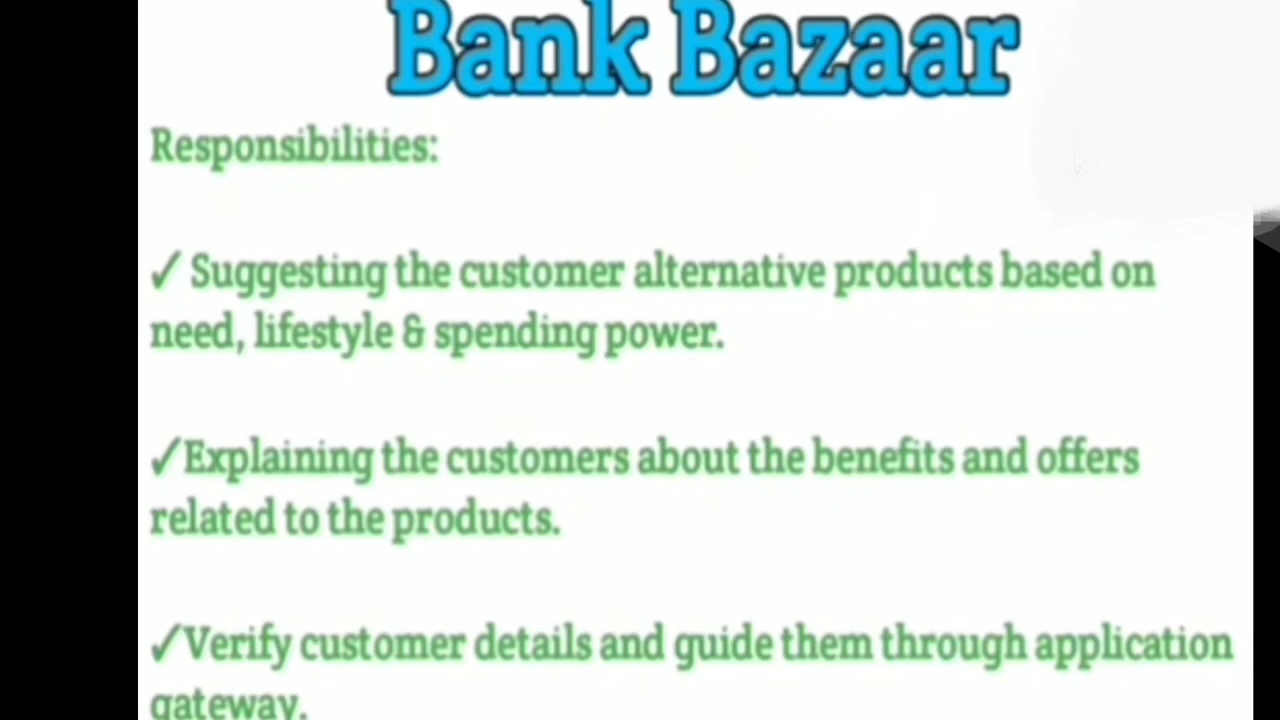 Bank Bazaar
Responsibilities:
✓ Suggesting the customer alternative products based on
need, lifestyle & spending power.
✓Explaining the customers about the benefits and offers
related to the products.
✓Verify customer details and guide them through application
gateway.